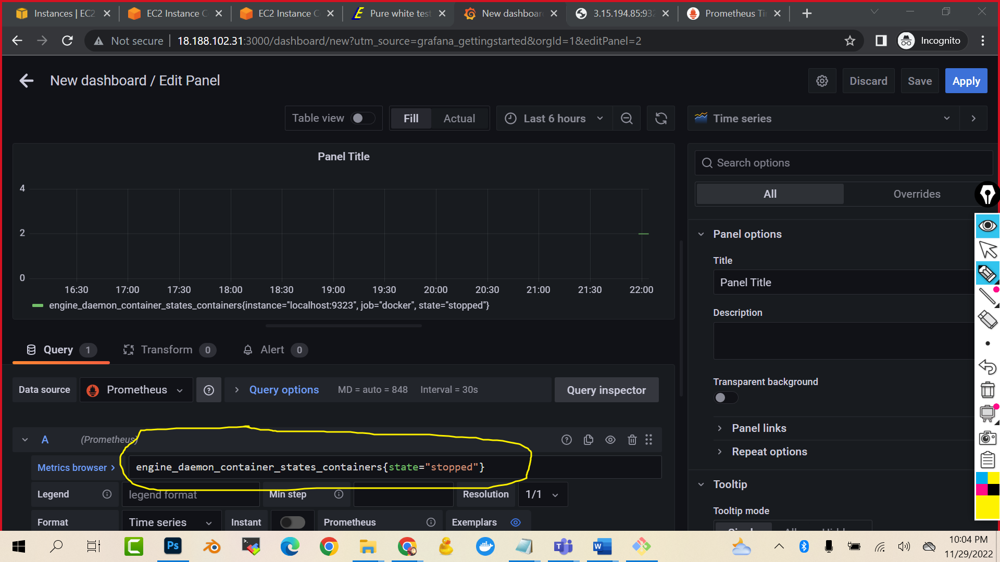 Instances | EC2
EC2 Instance C
EC2 Instance C
Pure white test
New dashboar
3.15.194.85:932
Prometheus Ti
Not secure
18.188.102.31:3000/dashboard/new?utm_source=grafana_gettingstarted&orgId=1&editPanel=2
Incognito
New dashboard / Edit Panel
Discard
Save
Apply
Table view
Fill
Actual
Last 6 hours
Time series
Panel Title
4
2
0
16:30 17:00 17:30 18:00 18:30 19:00 19:30 20:00 20:30 21:00 21:30 22:00
engine_daemon_container_states_containers{instance="localhost:9323", job="docker", state="stopped"}
Search options
All
Overrides
Panel options
Title
Panel Title
Description
Transparent background
Panel links
Repeat options
Tooltip
Tooltip mode
Query 1
Transform 0
Alert 0
Data source
Prometheus
Query options
MD = auto = 848
Interval = 30s
Query inspector
A
(Prometheus)
Metrics browser >
engine_daemon_container_states_containers{state="stopped"}
Legend
legend format
Min step
Resolution
1/1
Format
Time series
Instant
Prometheus
Exemplars
Ps
10:04 PM
11/29/2022